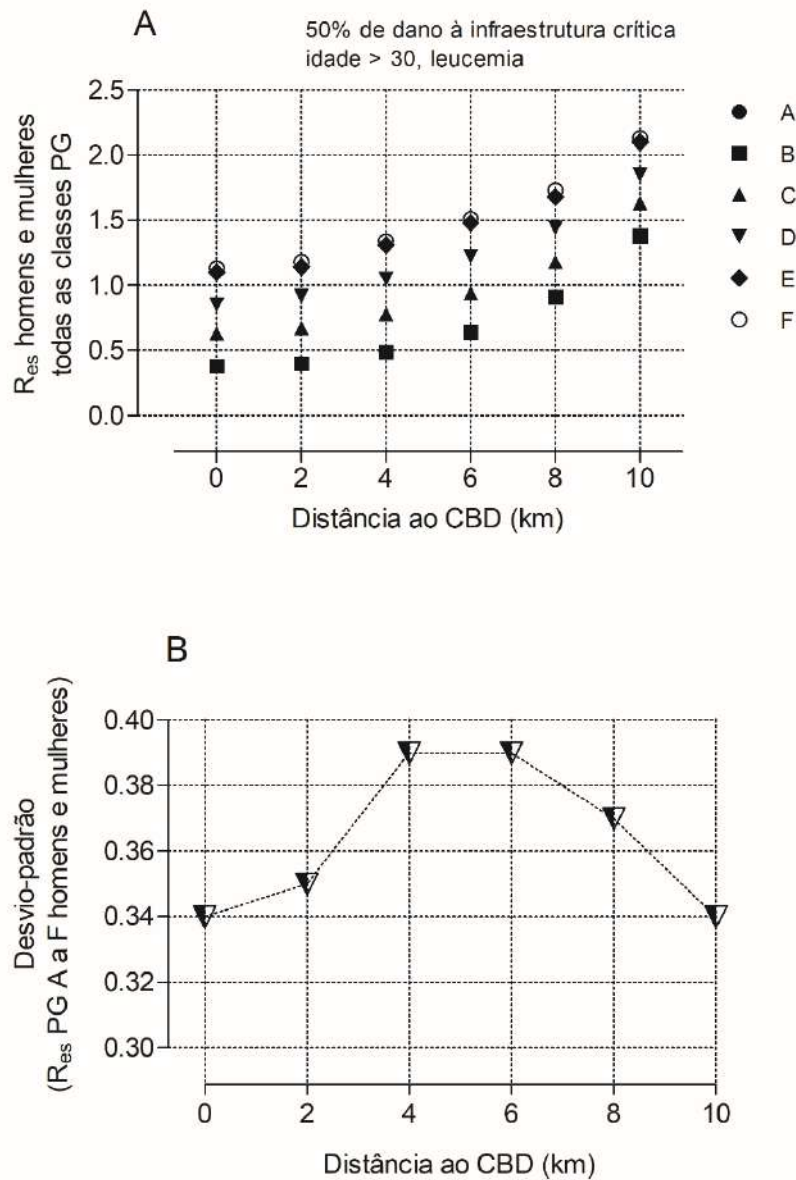 A
50% de dano à infraestrutura crítica
idade > 30, leucemia
Res homens e mulheres
todas as classes PG
2.5
2.0
1.5
1.0
0.5
0.0
0 2 4 6 8 10
Distância ao CBD (km)
A
B
C
D
E
F
B
Desvio-padrão
(Res PG A a F homens e mulheres)
0.40
0.38
0.36
0.34
0.32
0.30
0 2 4 6 8 10
Distância ao CBD (km)